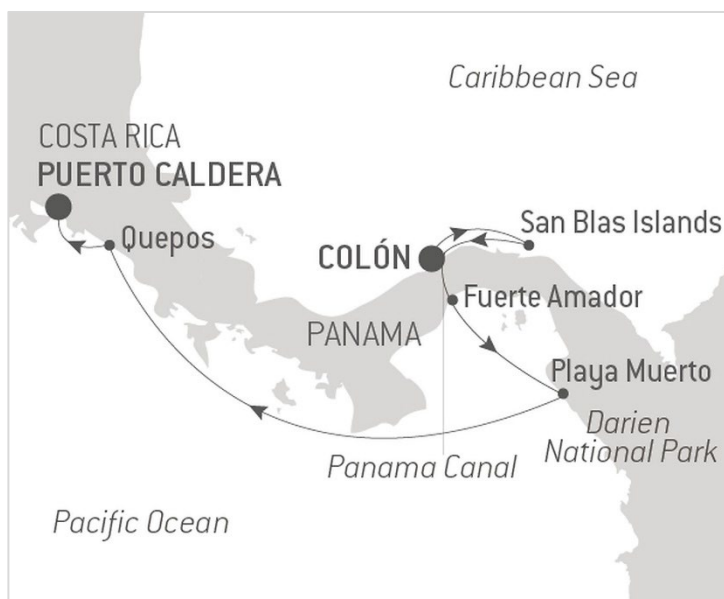 Caribbean Sea
COSTA RICA
PUERTO CALDERA
Quepos
San Blas Islands
COLÓN
Fuerte Amador
PANAMA
Playa Muerto
Darien
National Park
Panama Canal
Pacific Ocean